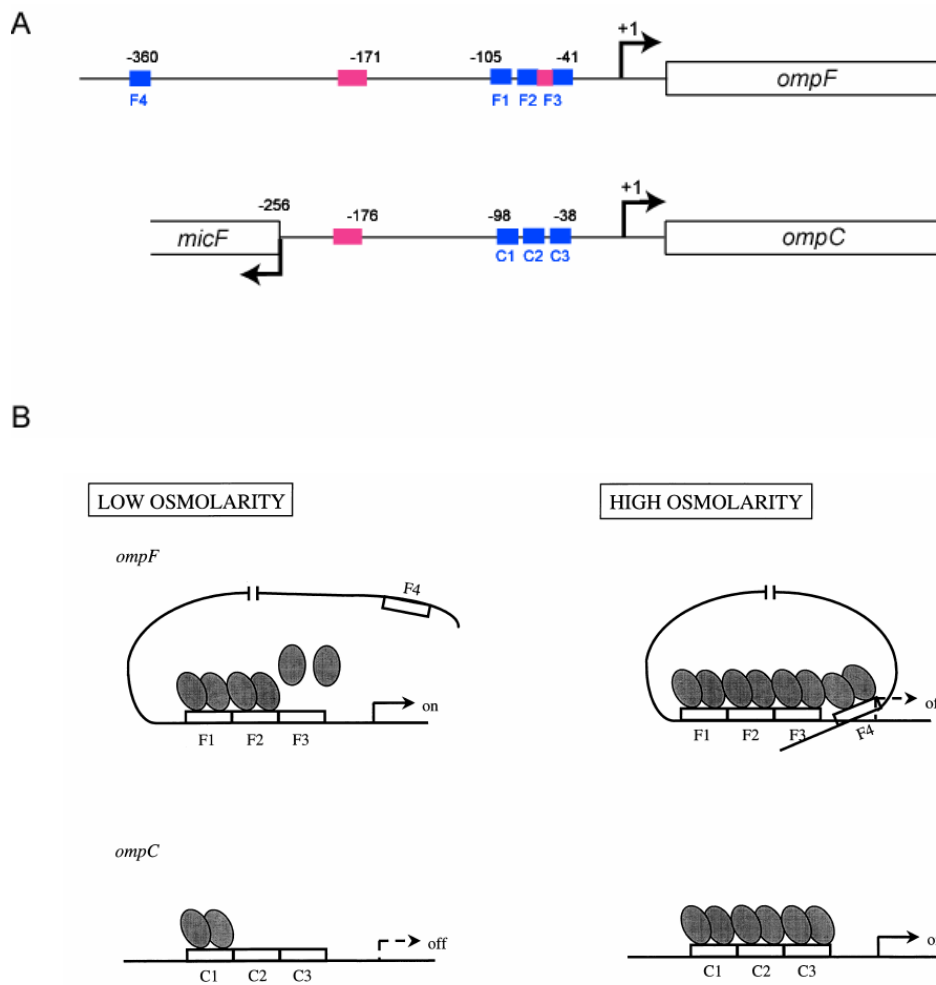 A
-360 -171 -105 -41 +1
F4 F1 F2 F3 ompF
-256 -176 -98 -38 +1
micF C1 C2 C3 ompC
B
LOW OSMOLARITY HIGH OSMOLARITY
ompF
F4
on of
F1 F2 F3 F1 F2 F3 F4
ompC
off
C1 C2 C3 C1 C2 C3